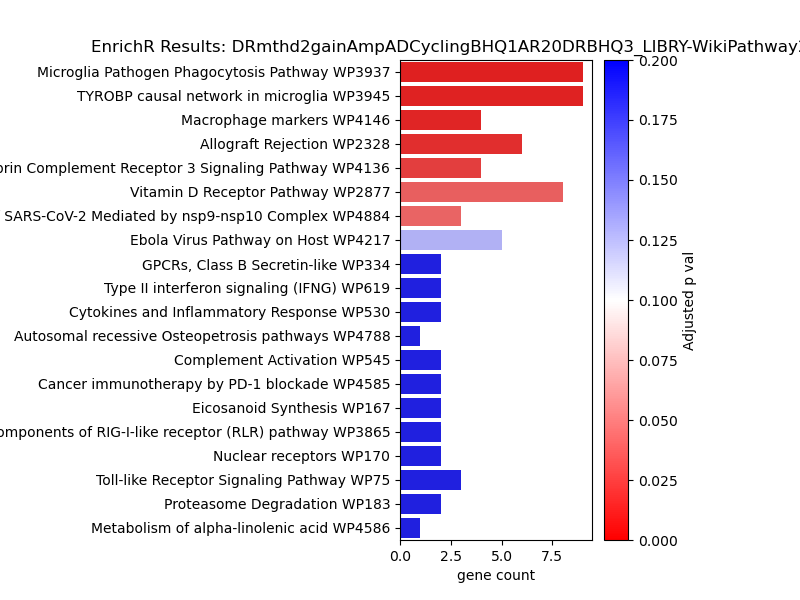 EnrichR Results: DRmthd2gainAmpADCyclingBHQ1AR20DRBHQ3_LIBRY-WikiPathway
Microglia Pathogen Phagocytosis Pathway WP3937
TYROBP causal network in microglia WP3945
Macrophage markers WP4146
Allograft Rejection WP2328
Complement Receptor 3 Signaling Pathway WP4136
Vitamin D Receptor Pathway WP2877
SARS-CoV-2 Mediated by nsp9-nsp10 Complex WP4884
Ebola Virus Pathway on Host WP4217
GPCRs, Class B Secretin-like WP334
Type II interferon signaling (IFNG) WP619
Cytokines and Inflammatory Response WP530
Autosomal recessive Osteopetrosis pathways WP4788
Complement Activation WP545
Cancer immunotherapy by PD-1 blockade WP4585
Eicosanoid Synthesis WP167
of RIG-I-like receptor (RLR) pathway WP3865
Nuclear receptors WP170
Toll-like Receptor Signaling Pathway WP75
Proteasome Degradation WP183
Metabolism of alpha-linolenic acid WP4586
0.0 2.5 5.0 7.5
gene count
0.200
0.175
0.150
0.125
0.100
0.075
0.050
0.025
0.000
Adjusted p val